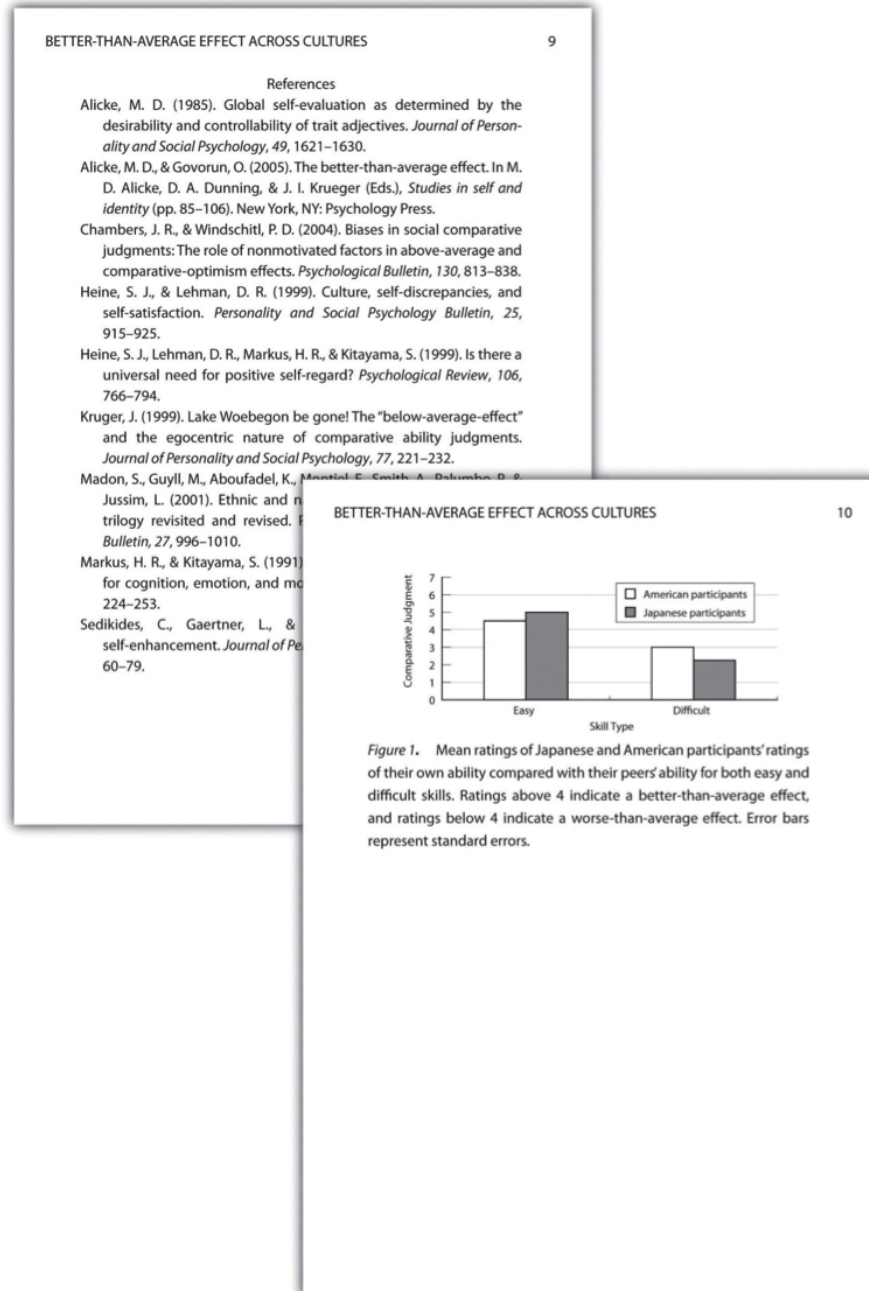 BETTER-THAN-AVERAGE EFFECT ACROSS CULTURES 9
References
Alicke, M. D. (1985). Global self-evaluation as determined by the
desirability and controllability of trait adjectives. Journal of Person-
ality and Social Psychology, 49, 1621–1630.
Alicke, M. D., & Govorun, O. (2005). The better-than-average effect. In M.
D. Alicke, D. A. Dunning, & J. I. Krueger (Eds.), Studies in self and
identity (pp. 85–106). New York, NY: Psychology Press.
Chambers, J. R., & Windschitl, P. D. (2004). Biases in social comparative
judgments: The role of nonmotivated factors in above-average and
comparative-optimism effects. Psychological Bulletin, 130, 813–838.
Heine, S. J., & Lehman, D. R. (1999). Culture, self-discrepancies, and
self-satisfaction. Personality and Social Psychology Bulletin, 25,
915–925.
Heine, S. J., Lehman, D. R., Markus, H. R., & Kitayama, S. (1999). Is there a
universal need for positive self-regard? Psychological Review, 106,
766–794.
Kruger, J. (1999). Lake Woebegon be gone! The "below-average-effect"
and the egocentric nature of comparative ability judgments.
Journal of Personality and Social Psychology, 77, 221–232.
Madon, S., Guyll, M., Aboufadel, K., Montiel, E., Smith, A., Palumbo, P., &
Jussim, L. (2001). Ethnic and
trilogy revisited and revised.
Bulletin, 27, 996–1010.
Markus, H. R., & Kitayama, S. (1991)
for cognition, emotion, and
224–253.
Sedikides, C., Gaertner, L., &
self-enhancement. Journal of
60–79.
BETTER-THAN-AVERAGE EFFECT ACROSS CULTURES 10
Comparative Judgment
7
6
5
4
3
2
1
0
American participants
Japanese participants
Easy Difficult
Skill Type
Figure 1. Mean ratings of Japanese and American participants' ratings
of their own ability compared with their peers' ability for both easy and
difficult skills. Ratings above 4 indicate a better-than-average effect,
and ratings below 4 indicate a worse-than-average effect. Error bars
represent standard errors.